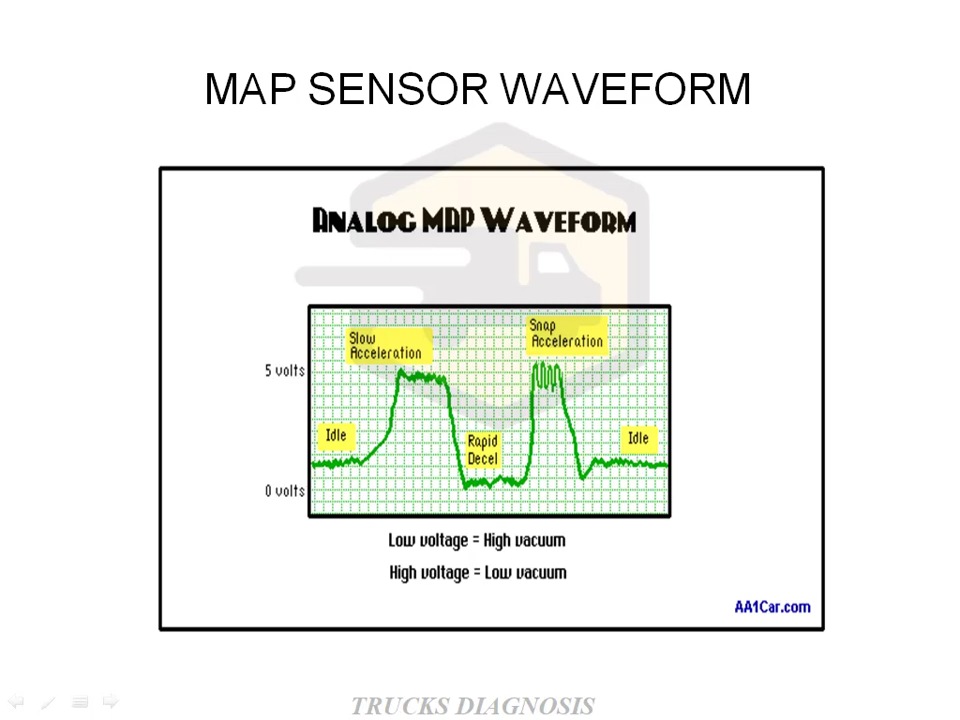 MAP SENSOR WAVEFORM
ANALOG MAP WAVEFORM
Slow
Acceleration
Snap
Acceleration
5 volts
Idle
Rapid
Decel
Idle
0 volts
Low voltage = High vacuum
High voltage = Low vacuum
AA1Car.com
TRUCKS DIAGNOSIS